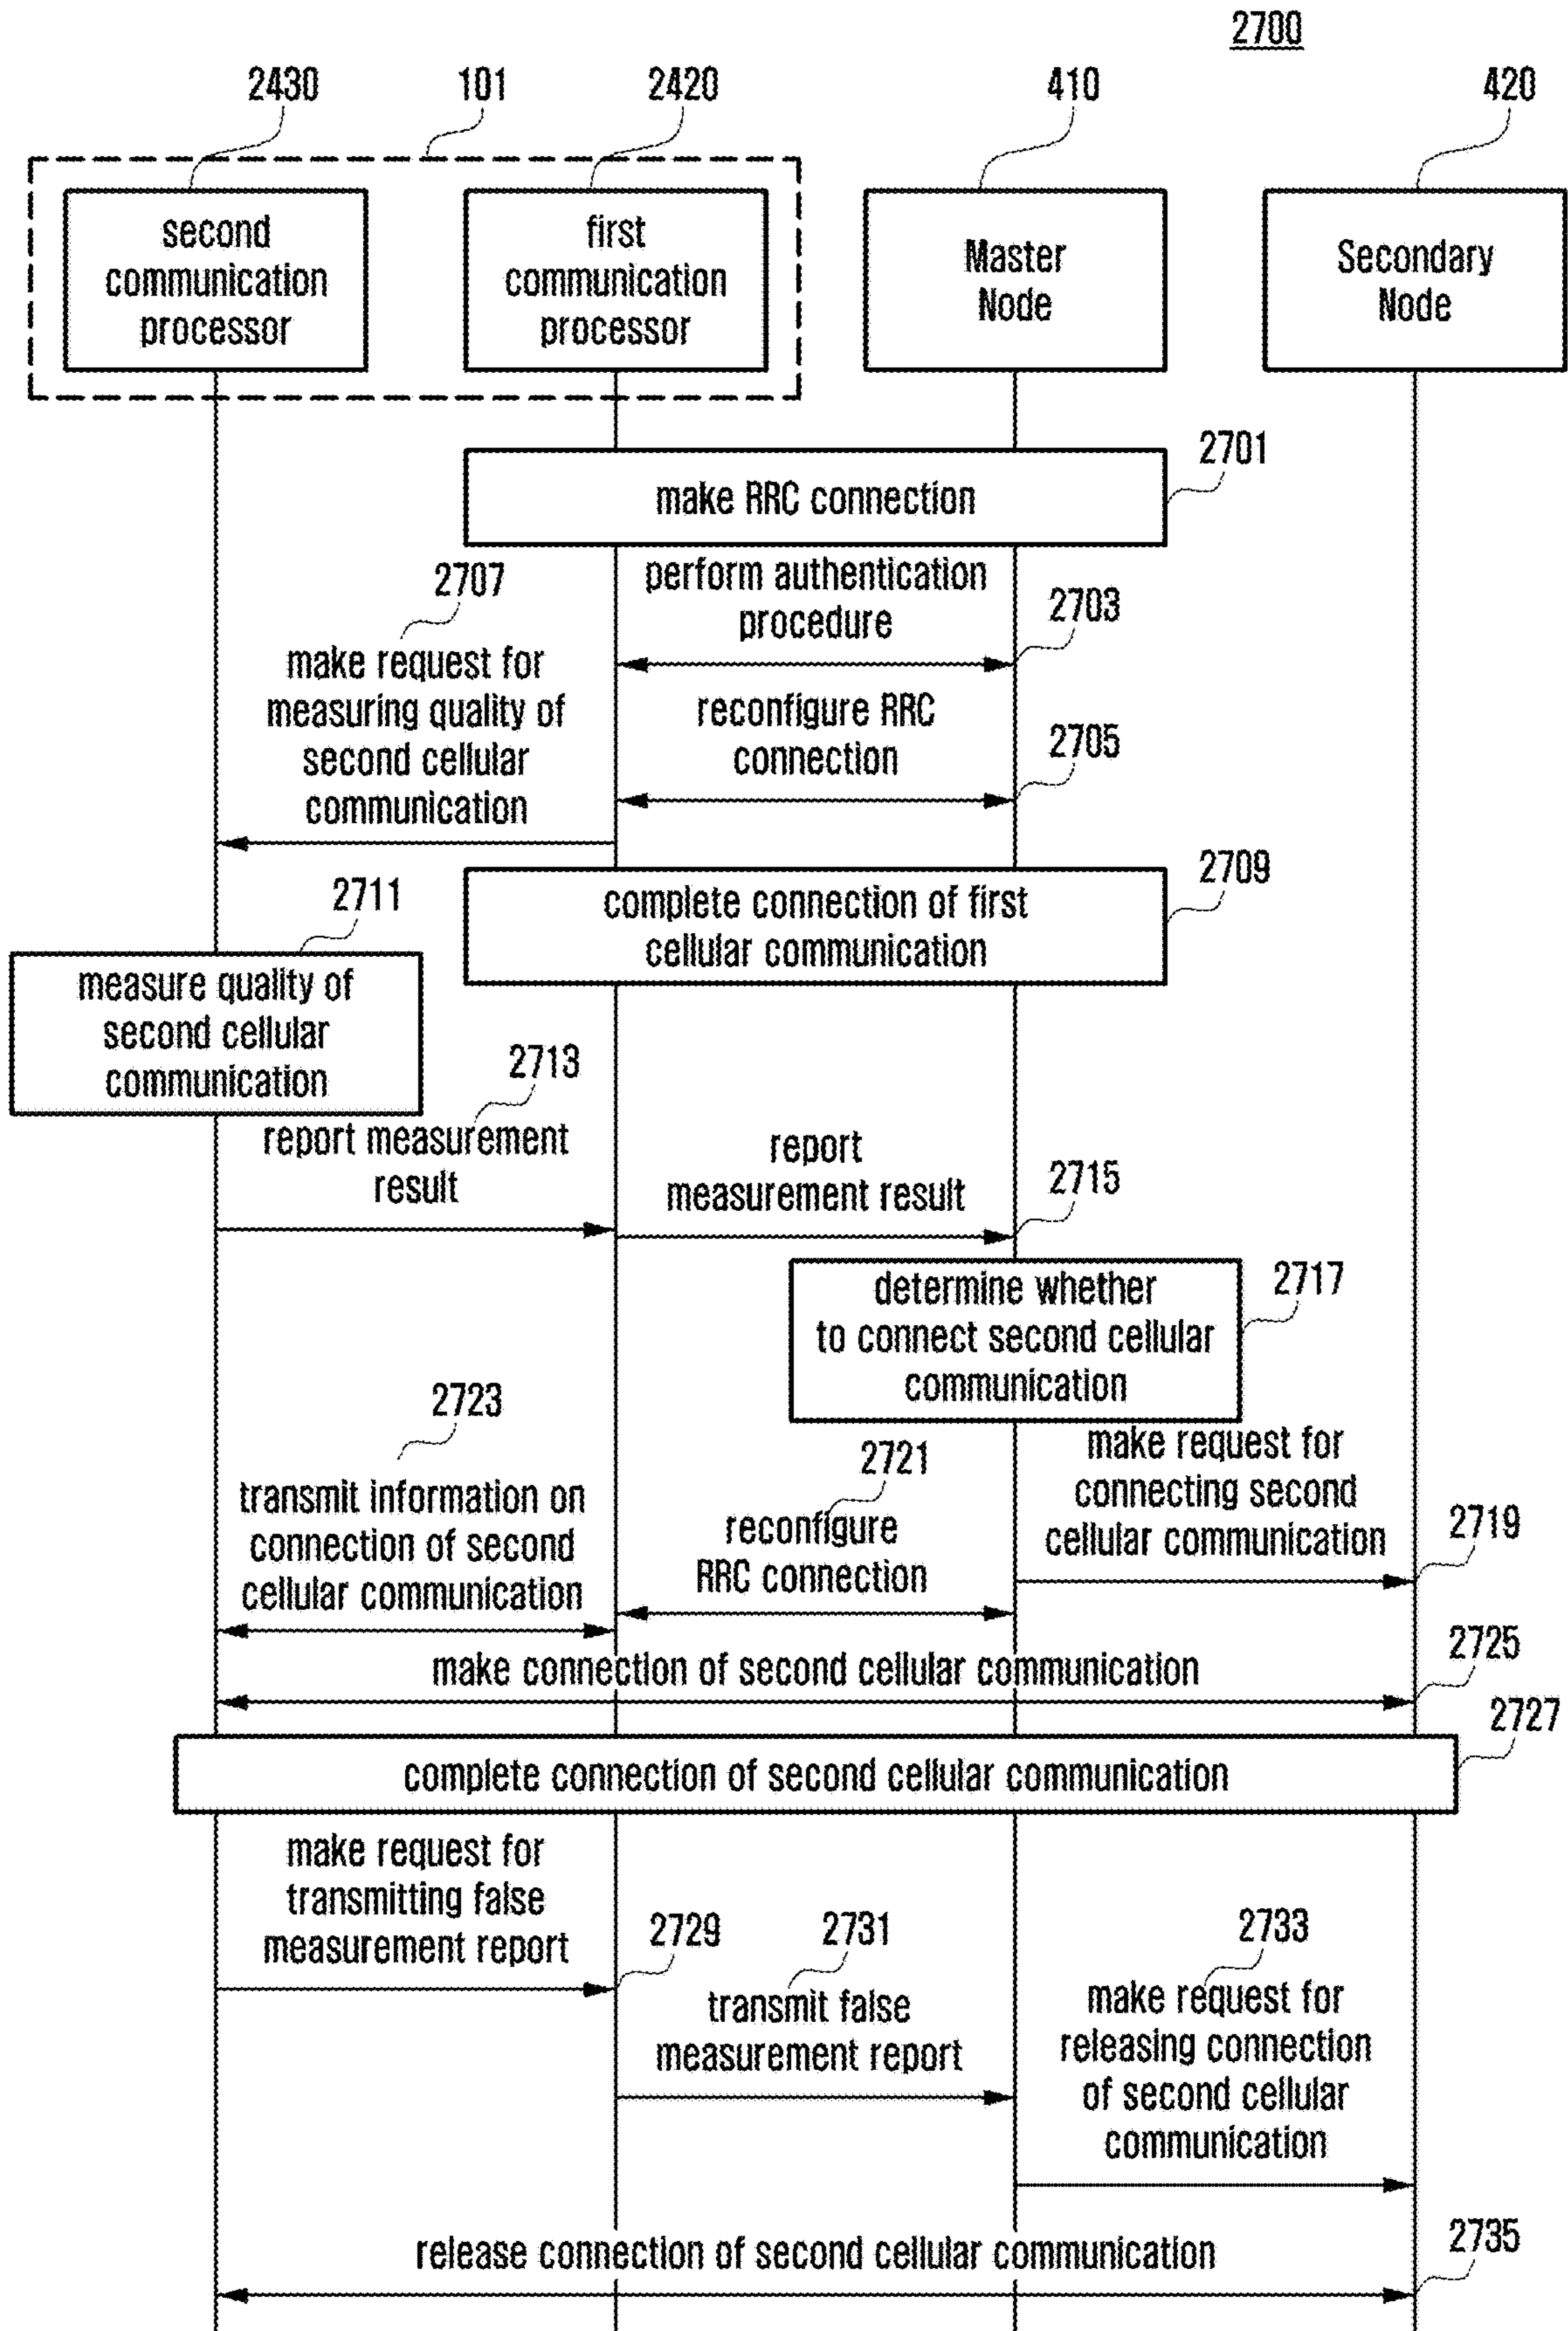 2700
2430
101
2420
410
420
second
communication
processor
first
communication
processor
Master
Node
Secondary
Node
make RRC connection
2701
perform authentication
procedure
2703
2707
make request for
measuring quality of
second cellular
communication
reconfigure RRC
connection
2705
complete connection of first
cellular communication
2709
2711
measure quality of
second cellular
communication
2713
report measurement
result
report
measurement result
2715
determine whether
to connect second cellular
communication
2717
make request for
connecting second
cellular communication
2719
2721
reconfigure
RRC connection
2723
transmit information on
connection of second
cellular communication
make connection of second cellular communication
2725
complete connection of second cellular communication
2727
make request for
transmitting false
measurement report
2729
2731
transmit false
measurement report
2733
make request for
releasing connection
of second cellular
communication
release connection of second cellular communication
2735